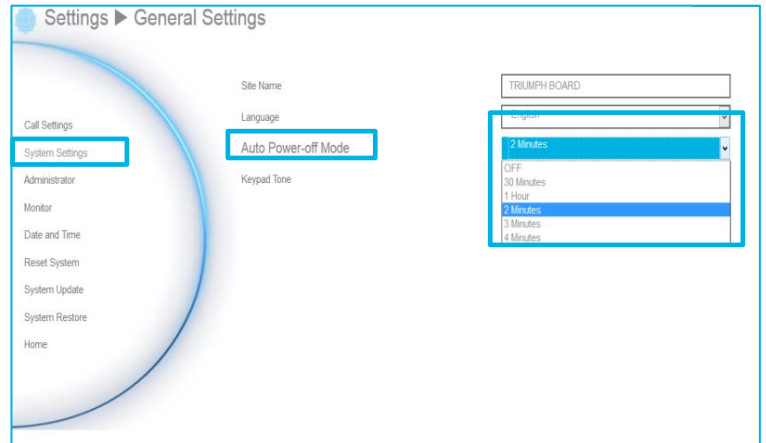 Settings ▶ General Settings
Call Settings
System Settings
Administrator
Monitor
Date and Time
Reset System
System Update
System Restore
Home
Site Name
TRIUMPH BOARD
Language
English
Auto Power-off Mode
2 Minutes
Keypad Tone
OFF
30 Minutes
1 Hour
2 Minutes
3 Minutes
4 Minutes